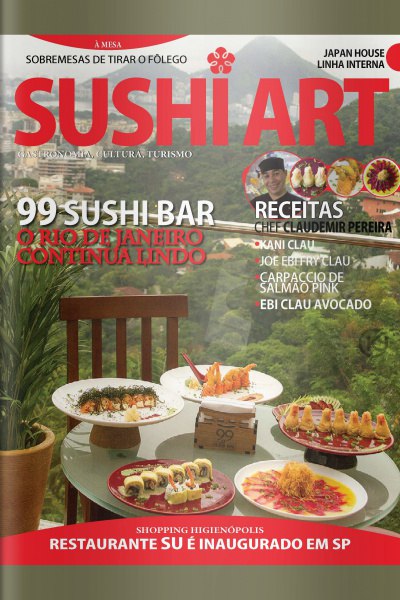 À MESA
SOBREMESAS DE TIRAR O FÔLEGO
JAPAN HOUSE
LINHA INTERNA
SUSHI ART
GASTRONOMIA, CULTURA, TURISMO
99 SUSHI BAR
O RIO DE JANEIRO
CONTINUA LINDO
RECEITAS
CHEF CLAUDEMIR PEREIRA
KANI CLAU
JOE EBI FRY CLAU
CARPACCIO DE
SALMÃO PINK
EBI CLAU AVOCADO
99
SHOPPING HIGIENÓPOLIS
RESTAURANTE SU É INAUGURADO EM SP